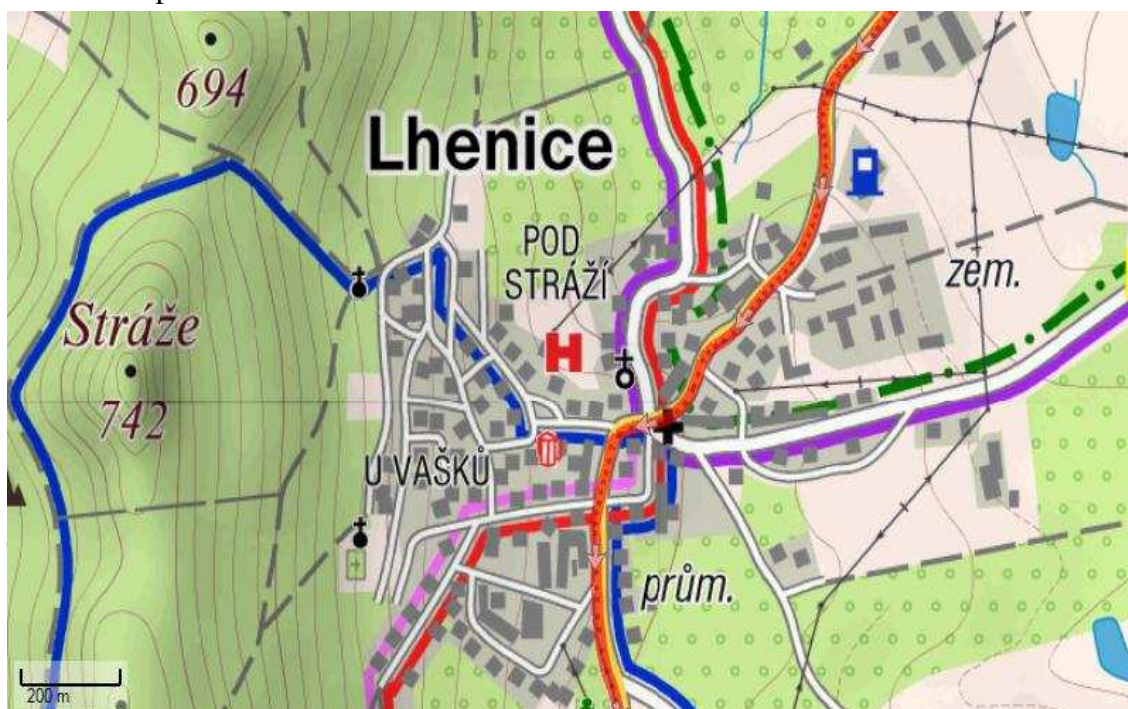 694
Lhenice
POD
STRÁŽÍ
zem.
Stráže
742
U VAŠKŮ
prům.
200 m